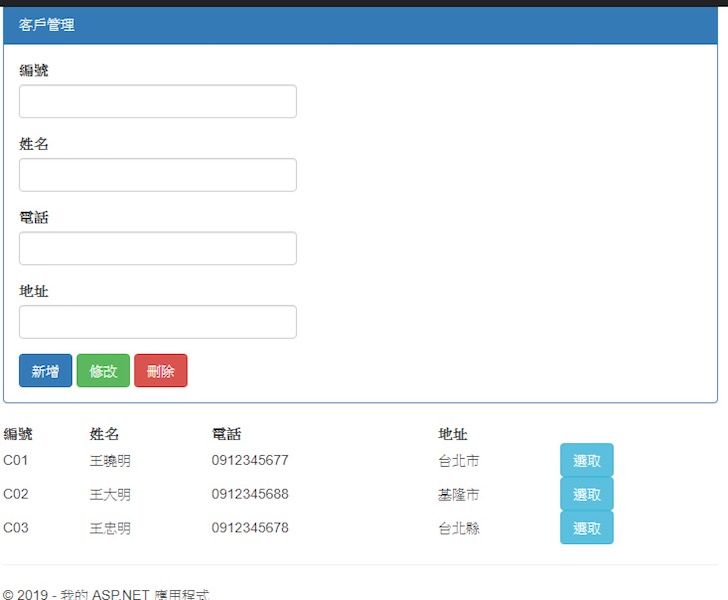 客戶管理
編號
姓名
電話
地址
新增 修改 刪除
編號 姓名 電話 地址
C01 王曉明 0912345677 台北市 選取
C02 王大明 0912345688 基隆市 選取
C03 王忠明 0912345678 台北縣 選取
© 2019 - 我的 ASP.NET 應用程式